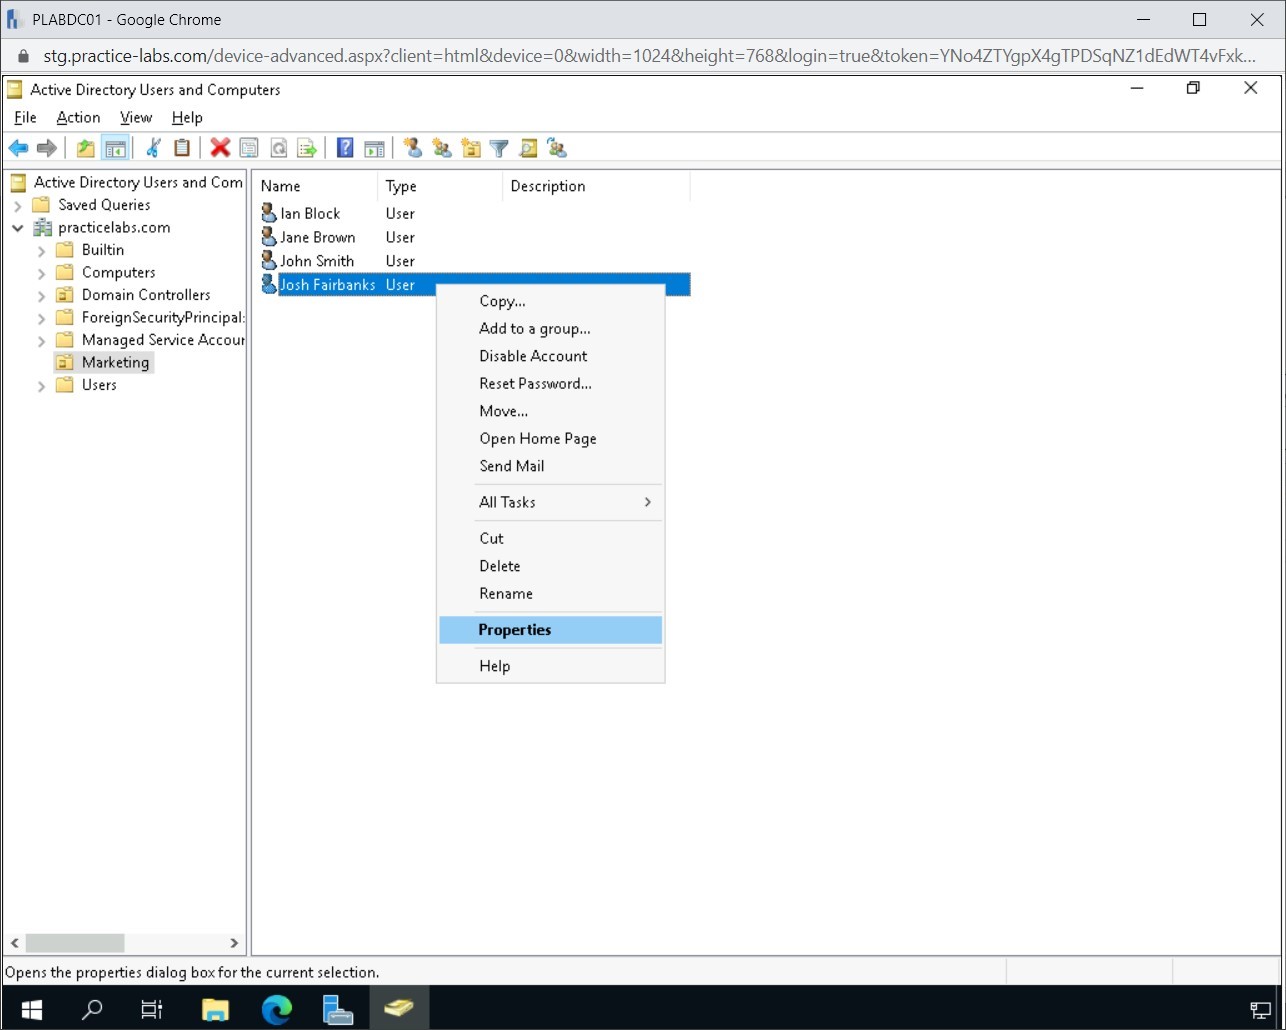 PLABDC01 - Google Chrome
stg.practice-labs.com/device-advanced.aspx?client=html&device=0&width=1024&height=768&login=true&token=YNo4ZTYgpX4gTPDSqNZ1dEdWT4vFxk...
Active Directory Users and Computers
File Action View Help
Active Directory Users and Com
Saved Queries
practicelabs.com
Builtin
Computers
Domain Controllers
ForeignSecurityPrincipal:
Managed Service Accour
Marketing
Users
Name Type Description
Ian Block User
Jane Brown User
John Smith User
Josh Fairbanks User
Copy...
Add to a group...
Disable Account
Reset Password...
Move...
Open Home Page
Send Mail
All Tasks
Cut
Delete
Rename
Properties
Help
Opens the properties dialog box for the current selection.